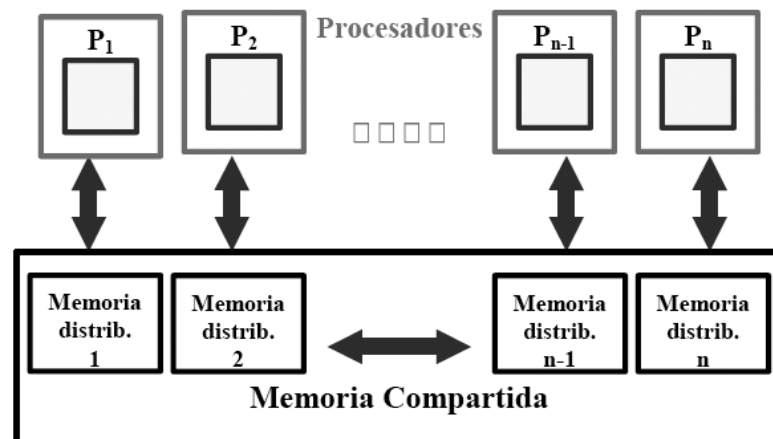 P1
P2
Procesadores
Pn-1
Pn
Memoria
distrib.
1
Memoria
distrib.
2
Memoria
distrib.
n-1
Memoria
distrib.
n
Memoria Compartida